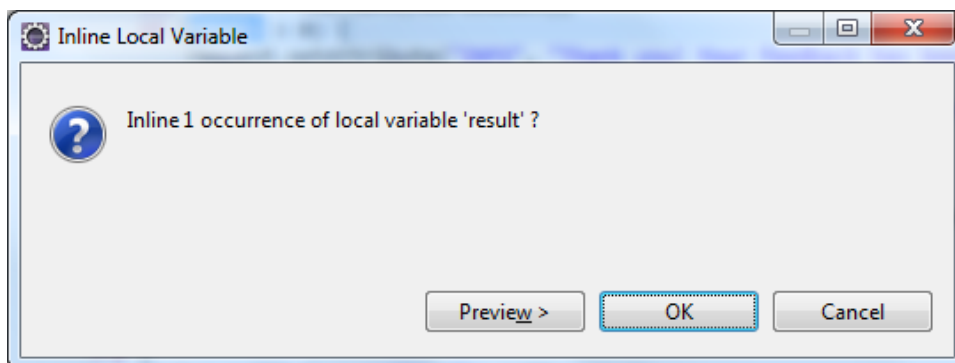 Inline Local Variable
Inline 1 occurrence of local variable 'result' ?
Preview >
OK
Cancel